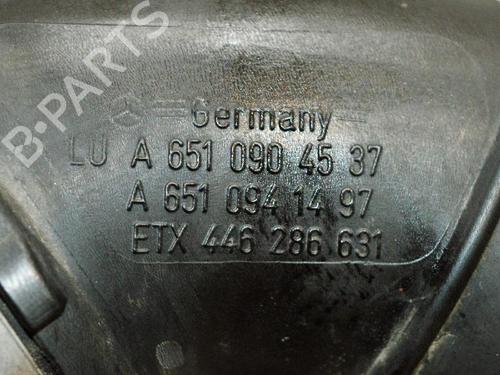 B-PARTS
Germany
LU A 651 090 45 37
A 651 094 14 97
ETX 446 286 631